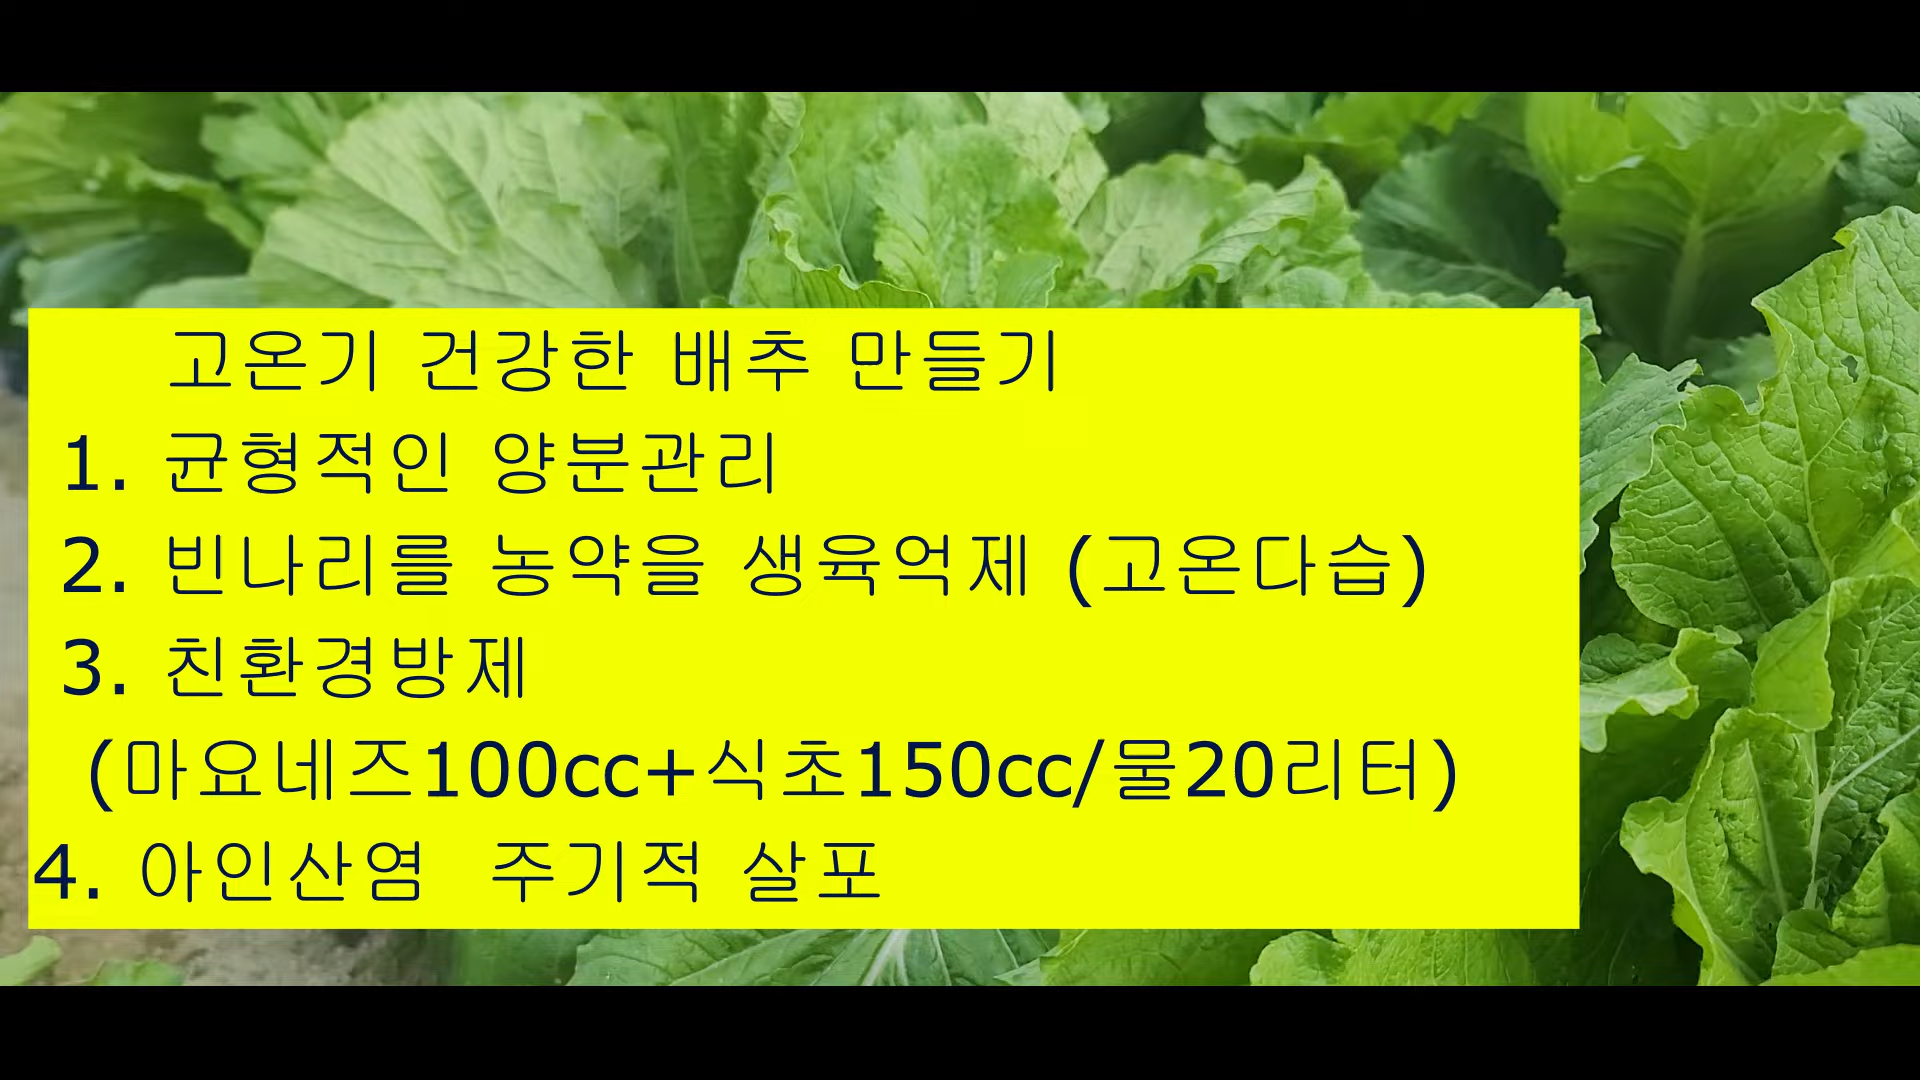 고온기 건강한 배추 만들기
1. 균형적인 양분관리
2. 빈나리를 농약을 생육억제 (고온다습)
3. 친환경방제
(마요네즈100cc+식초150cc/물20리터)
4. 아인산염 주기적 살포